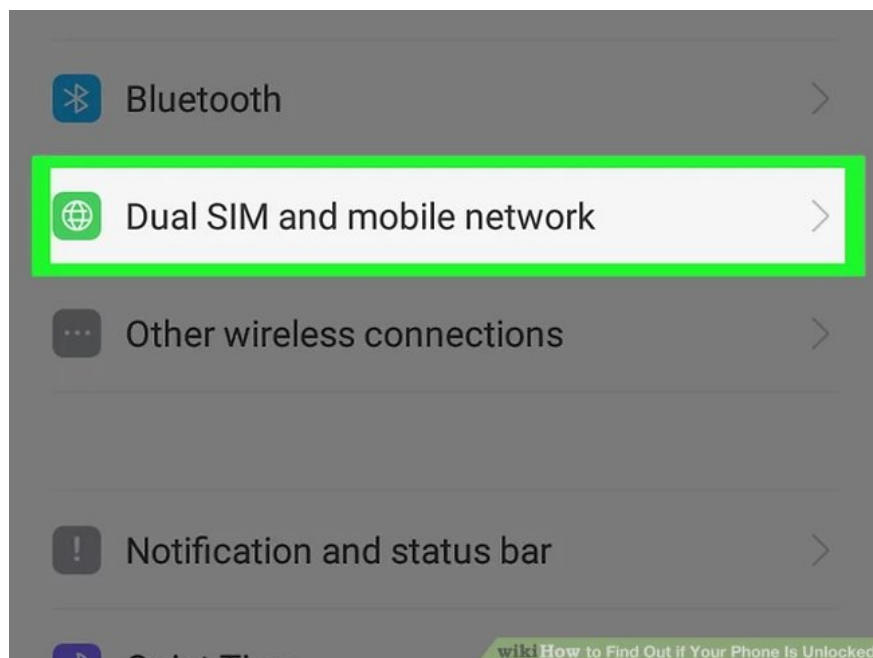 Bluetooth
Dual SIM and mobile network
Other wireless connections
Notification and status bar
wikiHow to Find Out if Your Phone Is Unlocked